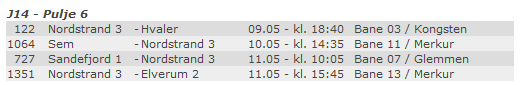 J14 - Pulje 6
122 Nordstrand 3 - Hvaler 09.05 - kl. 18:40 Bane 03 / Kongsten
1064 Sem - Nordstrand 3 10.05 - kl. 14:35 Bane 11 / Merkur
727 Sandefjord 1 - Nordstrand 3 11.05 - kl. 10:05 Bane 07 / Glemmen
1351 Nordstrand 3 - Elverum 2 11.05 - kl. 15:45 Bane 13 / Merkur